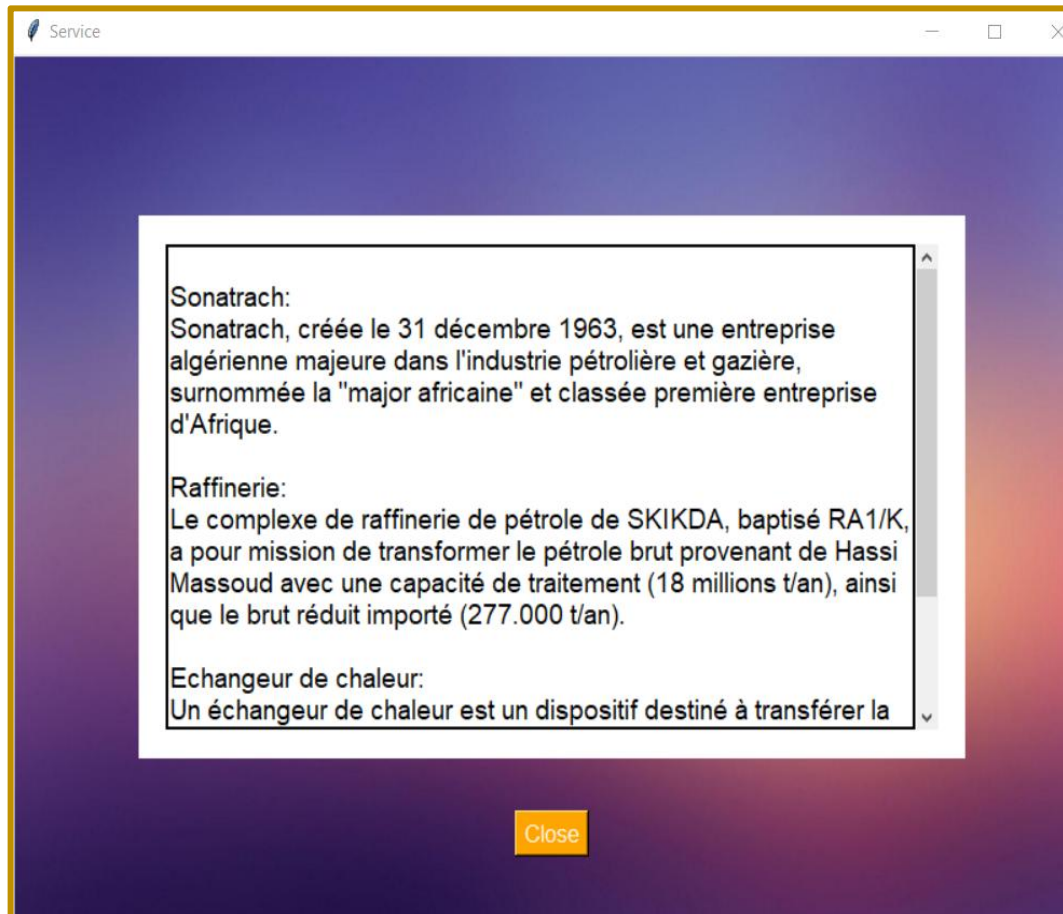 Service
Sonatrach:
Sonatrach, créée le 31 décembre 1963, est une entreprise
algérienne majeure dans l'industrie pétrolière et gazière,
surnommée la "major africaine" et classée première entreprise
d'Afrique.
Raffinerie:
Le complexe de raffinerie de pétrole de SKIKDA, baptisé RA1/K,
a pour mission de transformer le pétrole brut provenant de Hassi
Massoud avec une capacité de traitement (18 millions t/an), ainsi
que le brut réduit importé (277.000 t/an).
Echangeur de chaleur:
Un échangeur de chaleur est un dispositif destiné à transférer la
Close